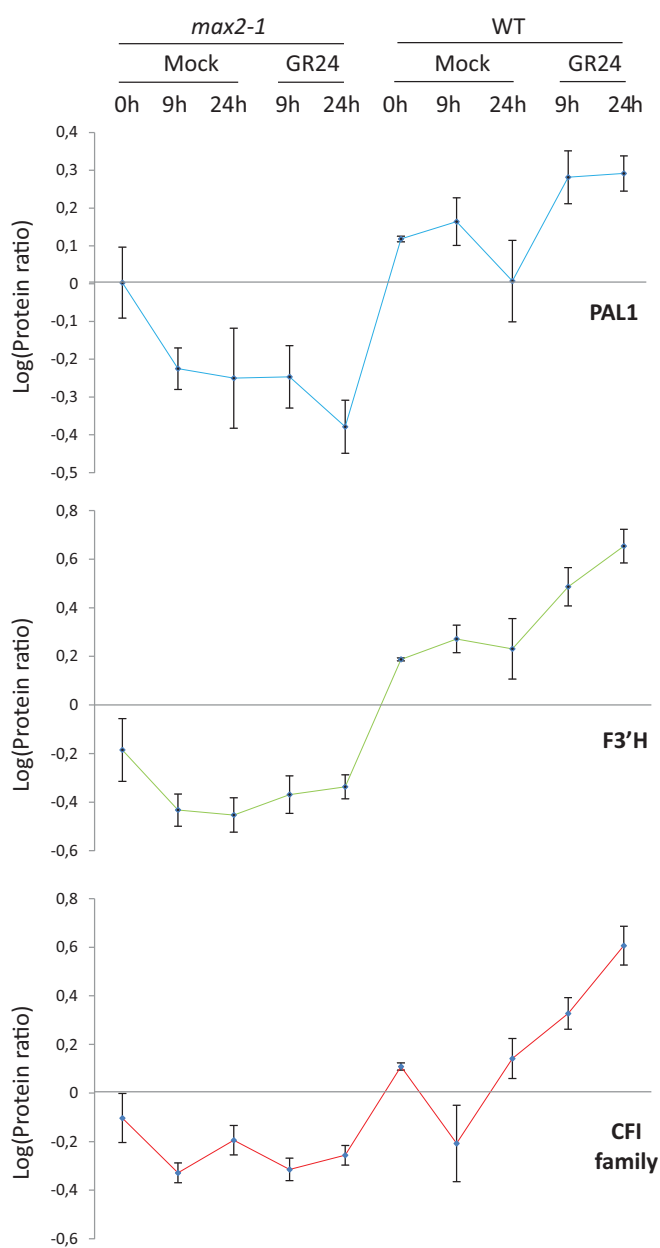 max2-1 WT
Mock GR24 Mock GR24
0h 9h 24h 9h 24h 0h 9h 24h 9h 24h
Log(Protein ratio)
0,4
0,3
0,2
0,1
0
-0,1
-0,2
-0,3
-0,4
-0,5
PAL1
Log(Protein ratio)
0,8
0,6
0,4
0,2
0
-0,2
-0,4
-0,6
F3'H
Log(Protein ratio)
0,8
0,6
0,4
0,2
0
-0,2
-0,4
-0,6
CFI
family